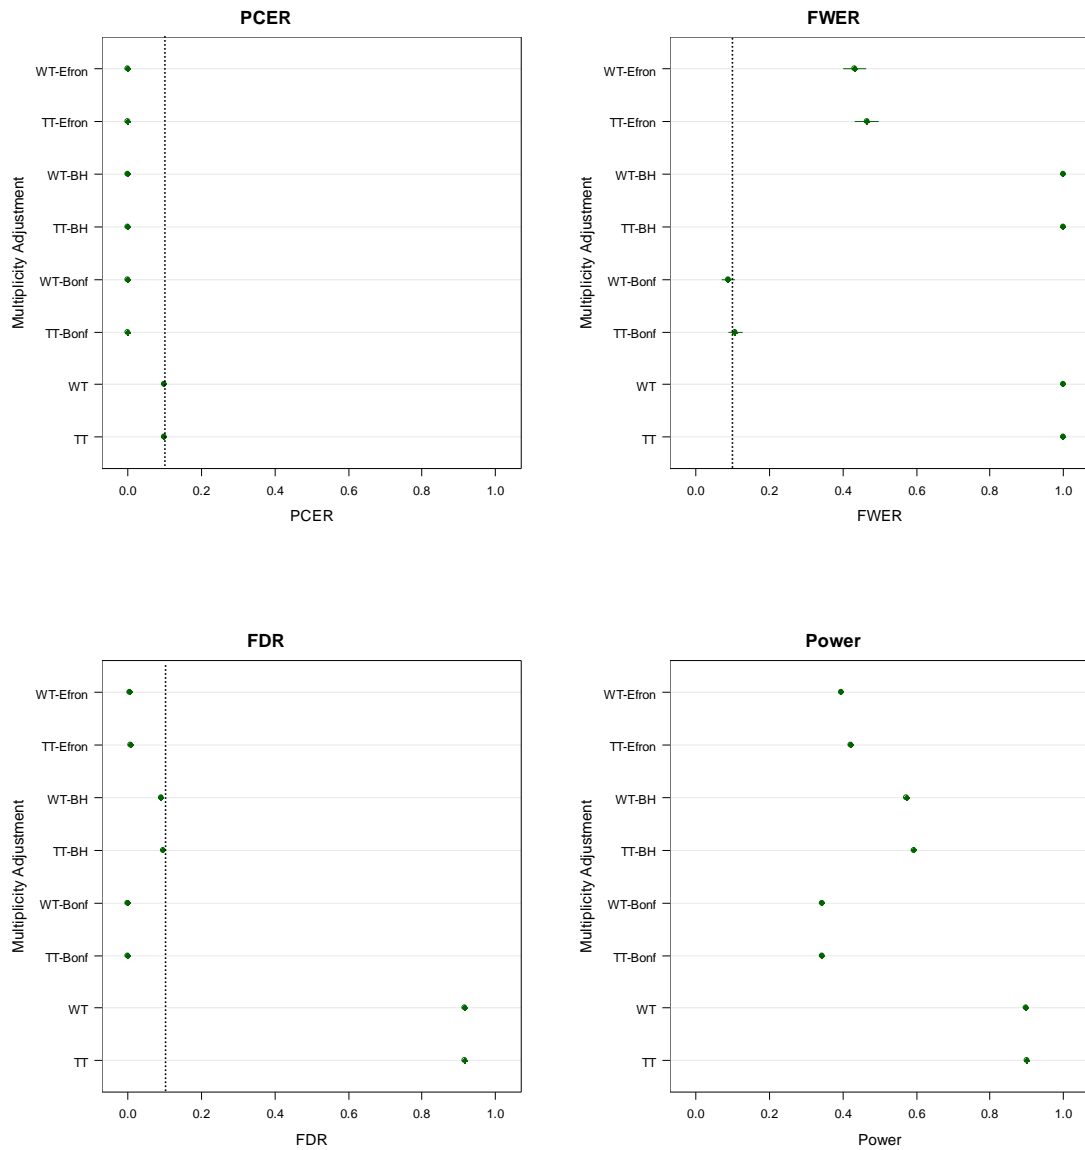 PCER
Multiplicity Adjustment
WT-Efron
TT-Efron
WT-BH
TT-BH
WT-Bonf
TT-Bonf
WT
TT
0.0 0.2 0.4 0.6 0.8 1.0
PCER
FWER
Multiplicity Adjustment
WT-Efron
TT-Efron
WT-BH
TT-BH
WT-Bonf
TT-Bonf
WT
TT
0.0 0.2 0.4 0.6 0.8 1.0
FWER
FDR
Multiplicity Adjustment
WT-Efron
TT-Efron
WT-BH
TT-BH
WT-Bonf
TT-Bonf
WT
TT
0.0 0.2 0.4 0.6 0.8 1.0
FDR
Power
Multiplicity Adjustment
WT-Efron
TT-Efron
WT-BH
TT-BH
WT-Bonf
TT-Bonf
WT
TT
0.0 0.2 0.4 0.6 0.8 1.0
Power